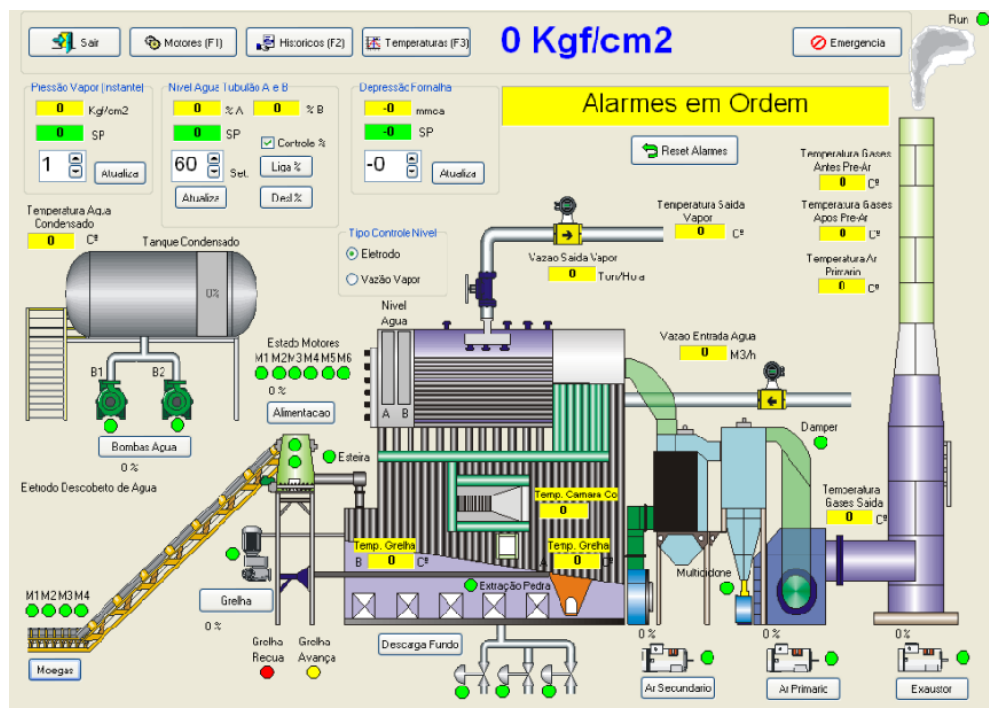 Run
Sair
Motores (F1)
Historicos (F2)
Temperaturas (F3)
0 Kgf/cm2
Emergencia
Pressão Vapor (Instante)
0 Kgf/cm2
0 SP
1
Atualiza
Nivel Agua Tubulão A e B
0 % A 0 % B
0 SP
Controle %
60 Set.
Liga %
Atualiza
Desl %
Depressão Fornalha
-0 mmca
-0 SP
-0
Atualiza
Alarmes em Ordem
Reset Alarmes
Temperatura Gases
Antes Pre-Ar
0 Cº
Temperatura Gases
Apos Pre-Ar
0 Cº
Temperatura Ar
Primario
0 Cº
Temperatura Agua
Condensado
0 Cº
Tanque Condensado
0%
Tipo Controle Nivel
Eletrodo
Vazão Vapor
Temperatura Saida
Vapor
0 Cº
Vazao Saida Vapor
0 Ton/Hora
Nivel
Agua
A B
Estado Motores
M1 M2 M3 M4 M5 M6
0 %
Alimentacao
Vazao Entrada Agua
0 M3/h
B1 B2
Bombas Agua
0 %
Eletrodo Descoberto de Agua
Esteira
Damper
Temp. Camara Co
0
Temperatura
Gases Saida
0 Cº
Temp. Grelha
B 0 Cº
Temp. Grelha
A 0 Cº
Extração Pedra
Multiciclone
M1 M2 M3 M4
Moegas
Grelha
0 %
Grelha
Recua
Grelha
Avança
Descarga Fundo
0 %
Ar Secundario
0 %
Ar Primario
0 %
Exaustor